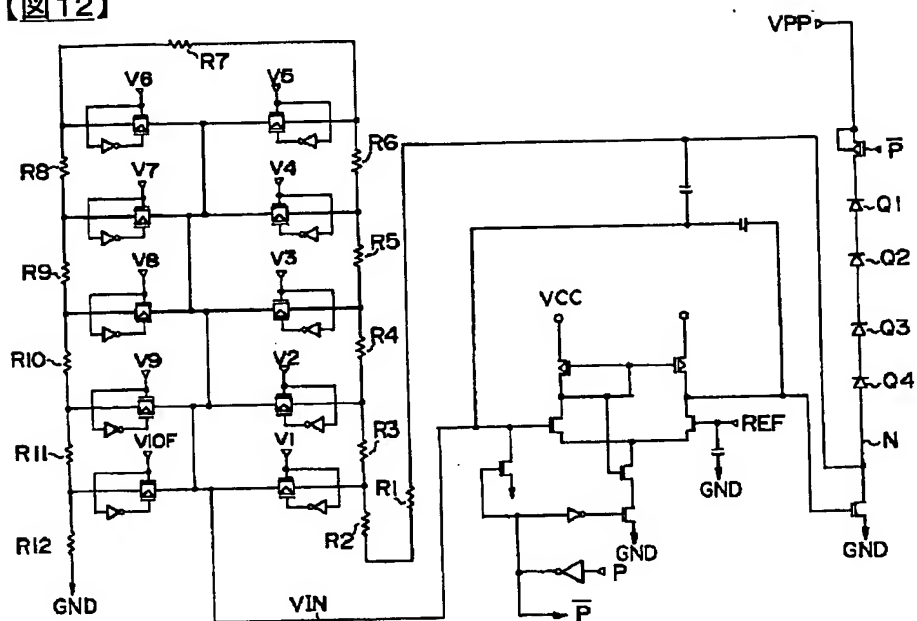 【図12】
VPP
R7
V6
V5
R6
P̅
R8
V7
V4
Q1
R5
Q2
R9
V8
V3
VCC
Q3
R4
R10
V9
V2
Q4
R3
REF
N
R11
V10F
V1
R1
GND
R2
R12
GND
GND
P
GND
VIN
P̅